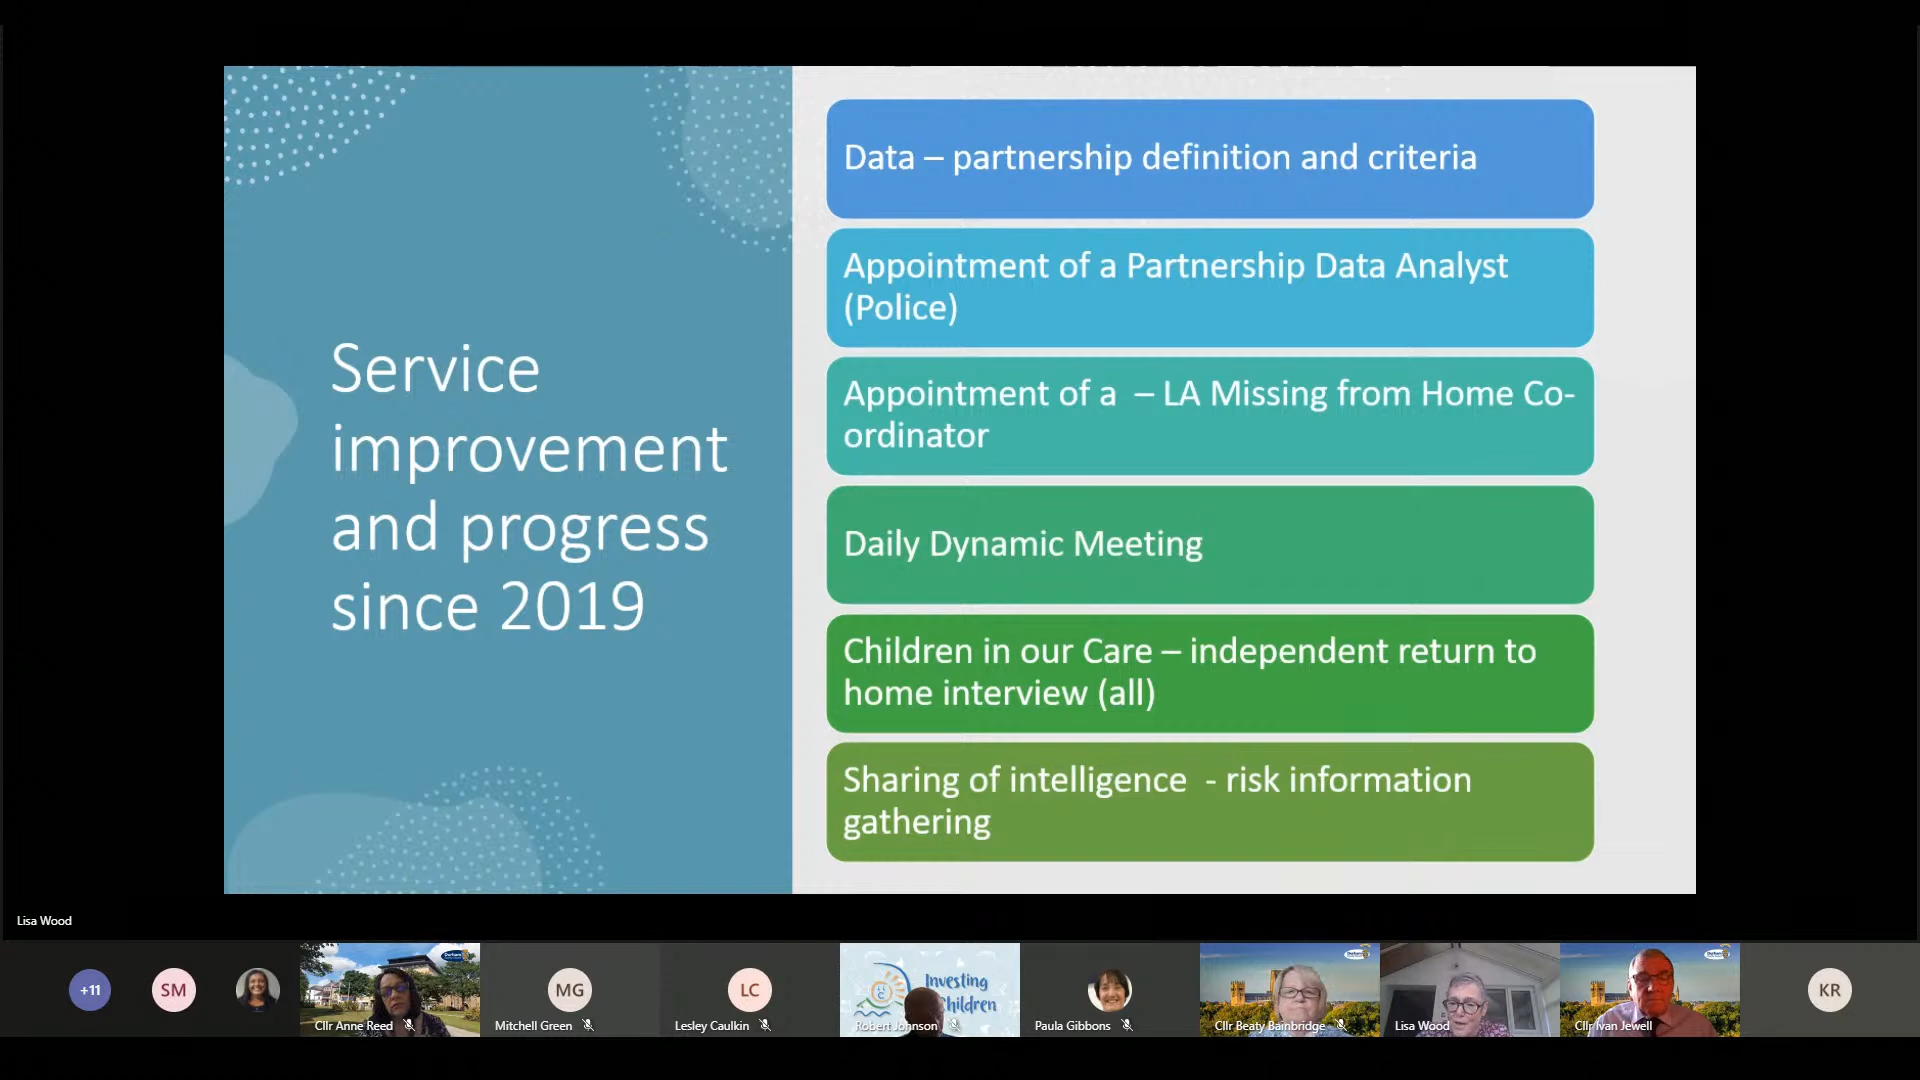 Service
improvement
and progress
since 2019
Data – partnership definition and criteria
Appointment of a Partnership Data Analyst
(Police)
Appointment of a  – LA Missing from Home Co-
ordinator
Daily Dynamic Meeting
Children in our Care – independent return to
home interview (all)
Sharing of intelligence  - risk information
gathering
Lisa Wood
+11
SM
Cllr Anne Reed
MG
Mitchell Green
LC
Lesley Caulkin
Investing
Children
Robert Johnson
Paula Gibbons
Cllr Beaty Bainbridge
Lisa Wood
Cllr Ivan Jewell
KR